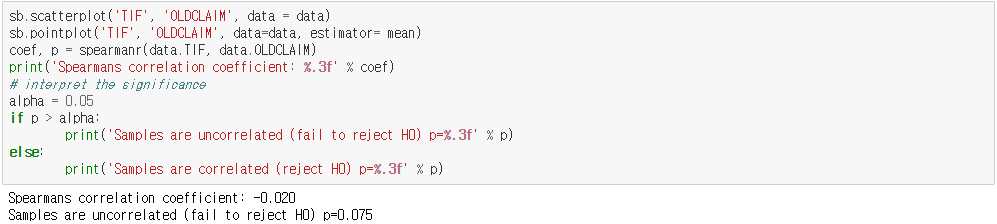 sb.scatterplot('TIF', 'OLDCLAIM', data = data)
sb.pointplot('TIF', 'OLDCLAIM', data=data, estimator= mean)
coef, p = spearmanr(data.TIF, data.OLDCLAIM)
print('Spearmans correlation coefficient: %.3f' % coef)
# interpret the significance
alpha = 0.05
if p > alpha:
        print('Samples are uncorrelated (fail to reject H0) p=%.3f' % p)
else:
        print('Samples are correlated (reject H0) p=%.3f' % p)
Spearmans correlation coefficient: -0.020
Samples are uncorrelated (fail to reject H0) p=0.075